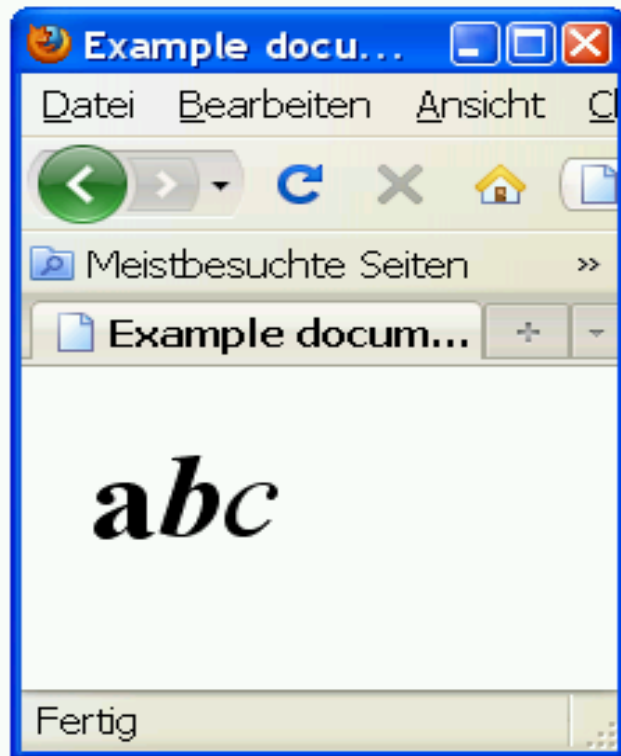 Example docu...
Datei Bearbeiten Ansicht
Meistbesuchte Seiten »
Example docum...
abc
Fertig